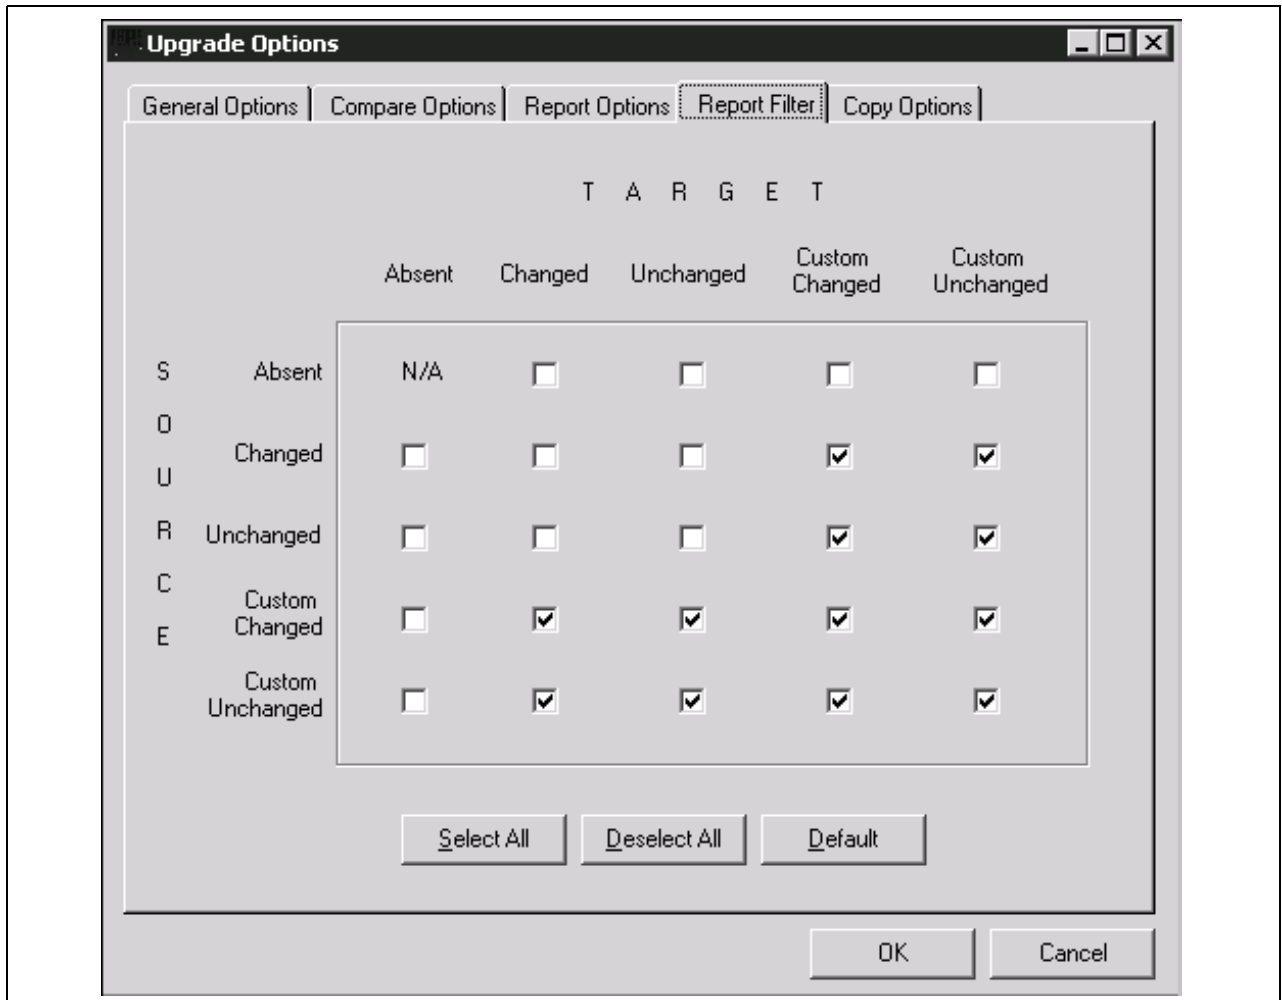 Upgrade Options
General Options
Compare Options
Report Options
Report Filter
Copy Options
T A R G E T
Absent
Changed
Unchanged
Custom
Changed
Custom
Unchanged
S O U R C E
Absent
N/A
Changed
Unchanged
Custom
Changed
Custom
Unchanged
Select All
Deselect All
Default
OK
Cancel